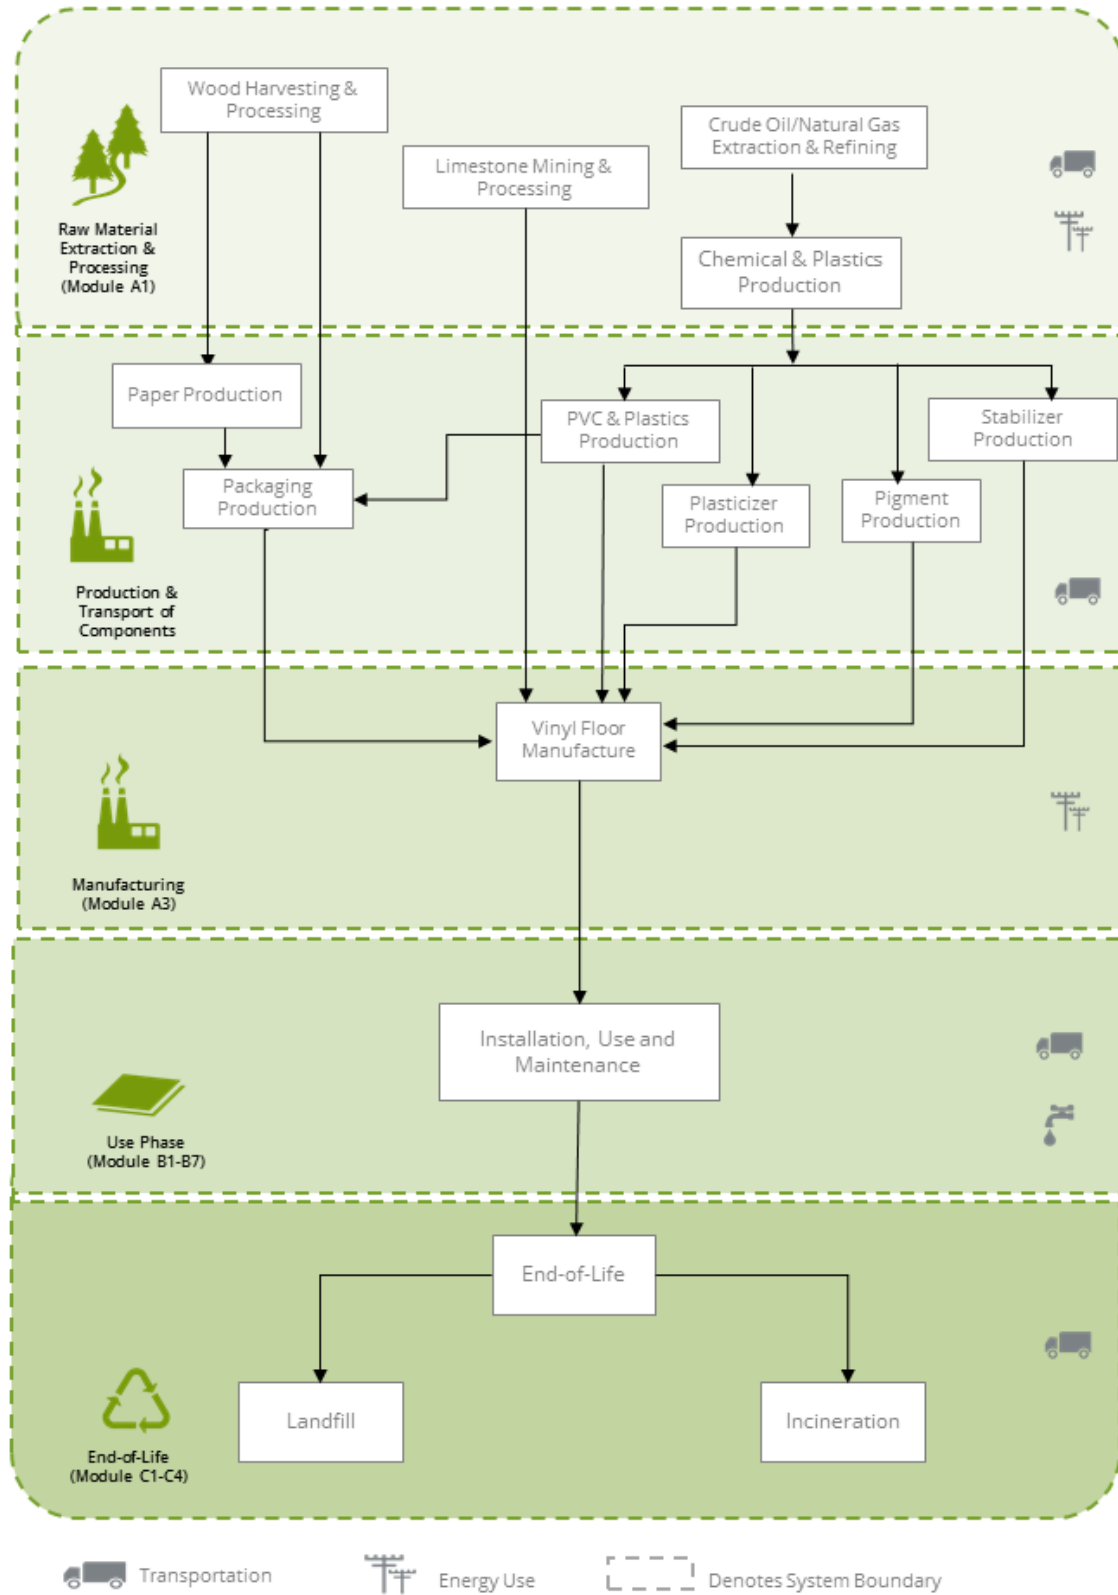 Wood Harvesting &
Processing
Crude Oil/Natural Gas
Extraction & Refining
Limestone Mining &
Processing
Raw Material
Extraction &
Processing
(Module A1)
Chemical & Plastics
Production
Paper Production
PVC & Plastics
Production
Stabilizer
Production
Packaging
Production
Plasticizer
Production
Pigment
Production
Production &
Transport of
Components
Vinyl Floor
Manufacture
Manufacturing
(Module A3)
Installation, Use and
Maintenance
Use Phase
(Module B1-B7)
End-of-Life
Landfill
Incineration
End-of-Life
(Module C1-C4)
Transportation
Energy Use
Denotes System Boundary